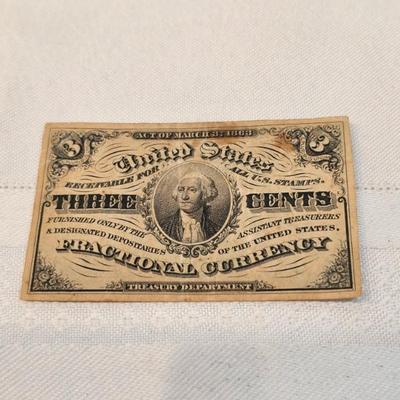 ACT OF MARCH 3: 1863
3 3
United States
RECEIVABLE FOR ALL U.S. STAMPS.
THREE CENTS
FURNISHED ONLY BY THE ASSISTANT TREASURERS
& DESIGNATED DEPOSITARIES OF THE UNITED STATES.
FRACTIONAL CURRENCY
TREASURY DEPARTMENT